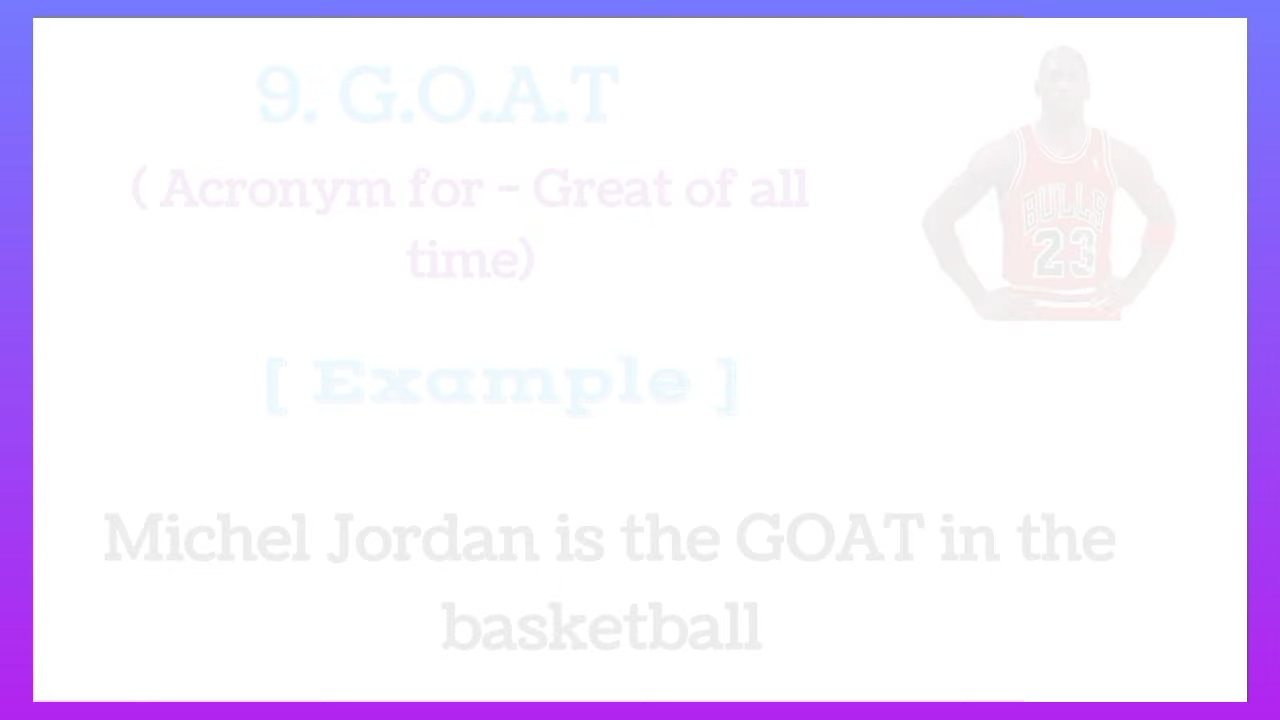 9. G.O.A.T
( Acronym for - Great of all
time)
[ Example ]
Michel Jordan is the GOAT in the
basketball
BULLS
23